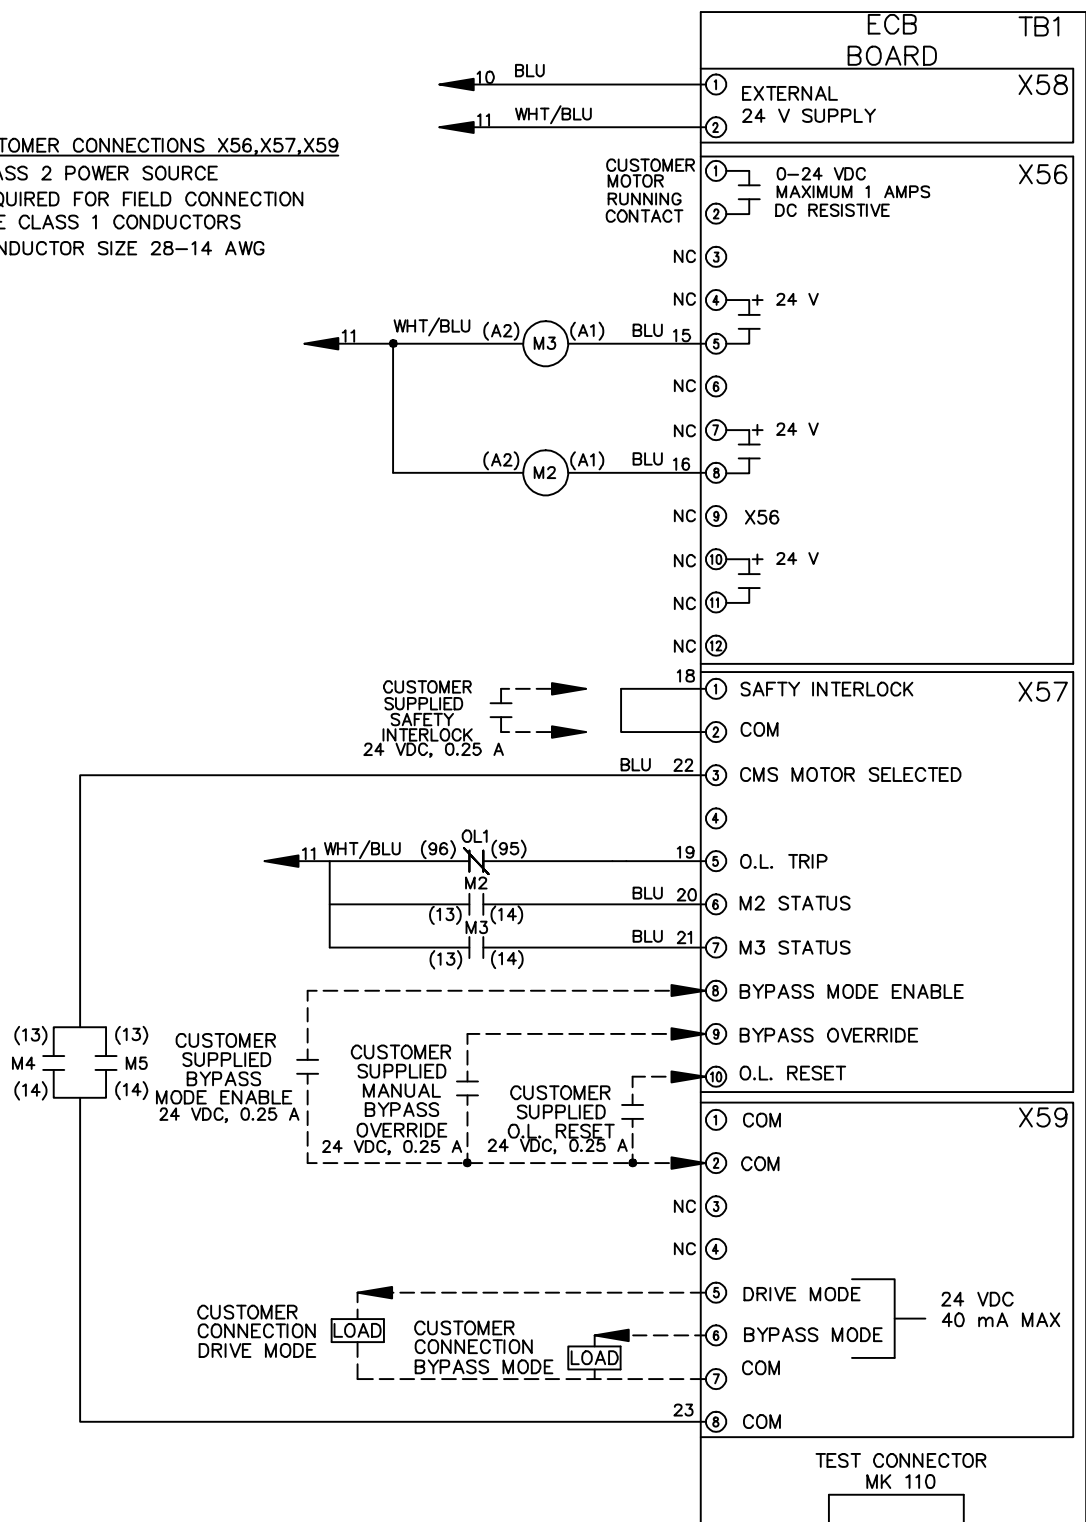 ECB TB1
BOARD
X58
10 BLU
1 EXTERNAL
24 V SUPPLY
11 WHT/BLU
2
TOMER CONNECTIONS X56,X57,X59
ASS 2 POWER SOURCE
QUIRED FOR FIELD CONNECTION
E CLASS 1 CONDUCTORS
NDUCTOR SIZE 28-14 AWG
X56
CUSTOMER
MOTOR
RUNNING
CONTACT
1
2
0-24 VDC
MAXIMUM 1 AMPS
DC RESISTIVE
NC 3
NC 4 + 24 V
11 WHT/BLU (A2) M3 (A1) BLU 15 5
NC 6
NC 7 + 24 V
(A2) M2 (A1) BLU 16 8
NC 9 X56
NC 10 + 24 V
NC 11
NC 12
X57
CUSTOMER
SUPPLIED
SAFETY
INTERLOCK
24 VDC, 0.25 A
18 1 SAFTY INTERLOCK
2 COM
BLU 22 3 CMS MOTOR SELECTED
4
11 WHT/BLU (96) OL1 (95) 19 5 O.L. TRIP
M2
(13) (14) BLU 20 6 M2 STATUS
M3
(13) (14) BLU 21 7 M3 STATUS
8 BYPASS MODE ENABLE
9 BYPASS OVERRIDE
10 O.L. RESET
(13) (13)
M4 M5
(14) (14)
CUSTOMER
SUPPLIED
BYPASS
MODE ENABLE
24 VDC, 0.25 A
CUSTOMER
SUPPLIED
MANUAL
BYPASS
OVERRIDE
24 VDC, 0.25 A
CUSTOMER
SUPPLIED
O.L. RESET
24 VDC, 0.25 A
X59
1 COM
2 COM
NC 3
NC 4
5 DRIVE MODE
6 BYPASS MODE
24 VDC
40 mA MAX
7 COM
CUSTOMER
CONNECTION
DRIVE MODE
LOAD
CUSTOMER
CONNECTION
BYPASS MODE
LOAD
23 8 COM
TEST CONNECTOR
MK 110